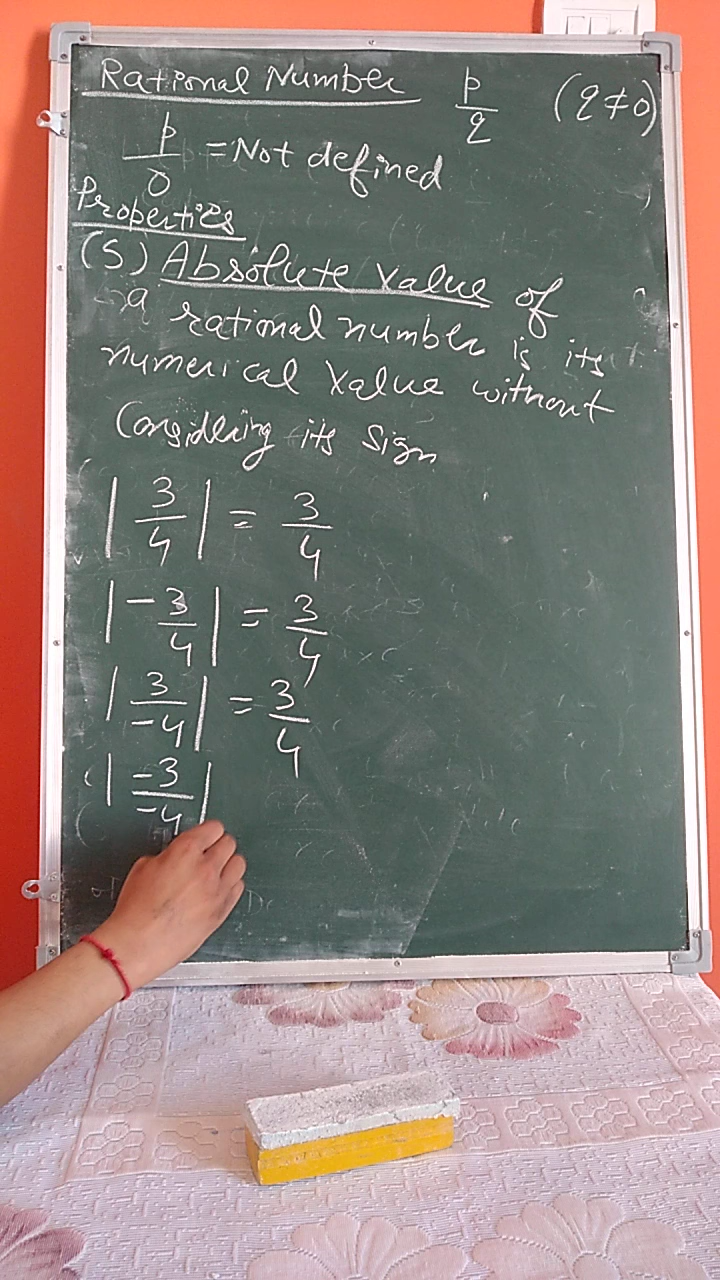 Rational Number p/q (q ≠ 0)
p/0 = Not defined
Properties
(5) Absolute value of
a rational number is its
numerical value without
Considering its sign
| 3/4 | = 3/4
| -3/4 | = 3/4
| 3/-4 | = 3/4
| -3/-4 |